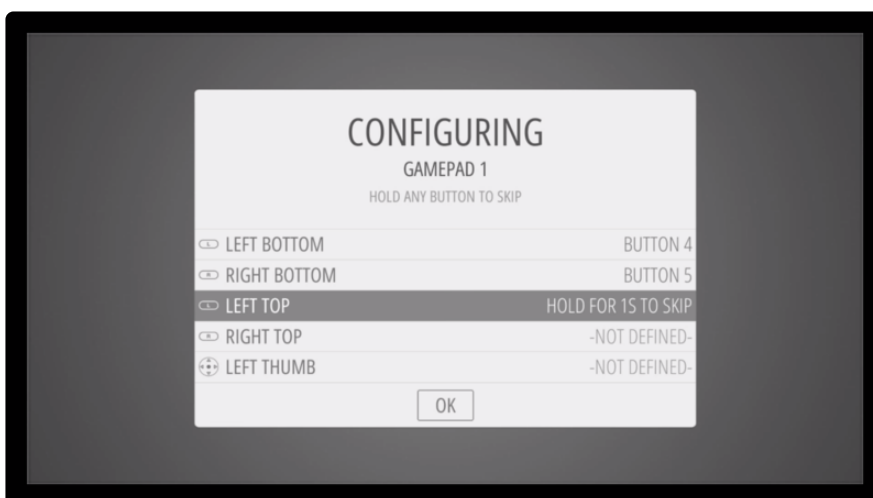 CONFIGURING
GAMEPAD 1
HOLD ANY BUTTON TO SKIP
LEFT BOTTOM BUTTON 4
RIGHT BOTTOM BUTTON 5
LEFT TOP HOLD FOR 1S TO SKIP
RIGHT TOP -NOT DEFINED-
LEFT THUMB -NOT DEFINED-
OK